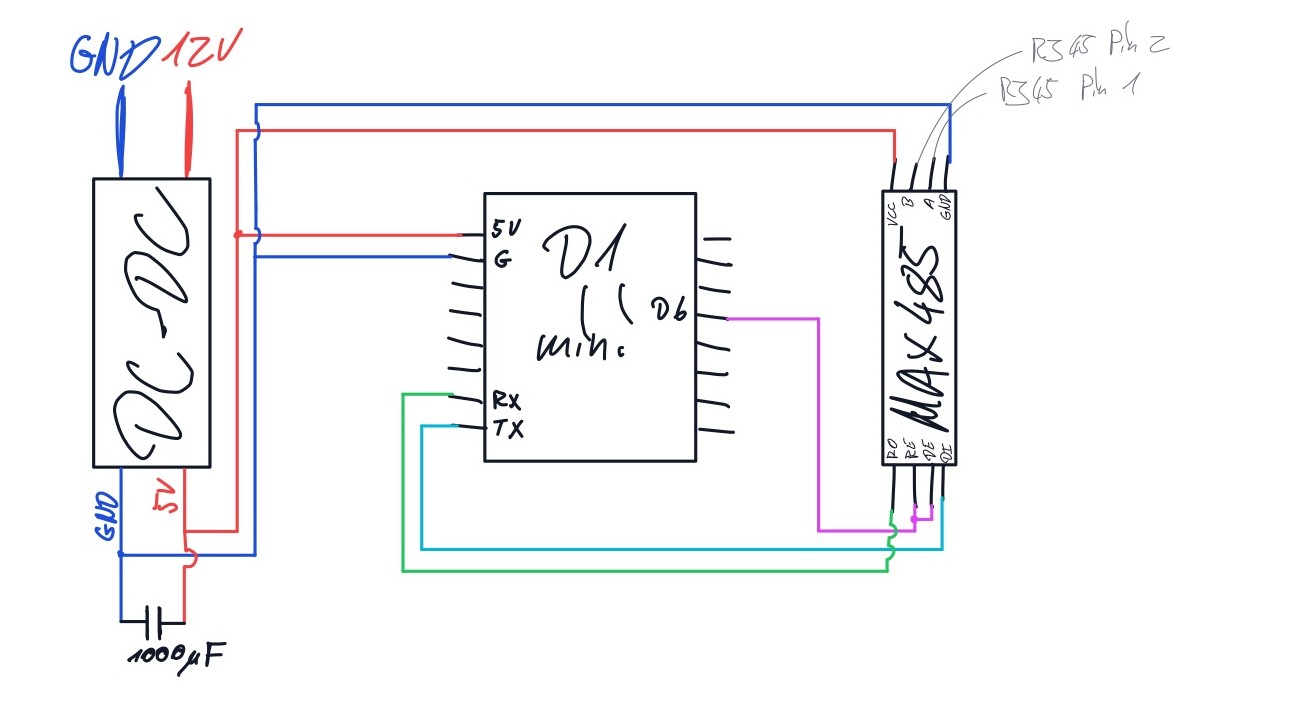 GND 12V
RJ45 Pin 2
RJ45 Pin 1
DC-DC
5V
G
D1
mini
D6
RX
TX
VCC
B
A
GND
MAX485
RO
RE
DE
DI
GND
5V
1000µF